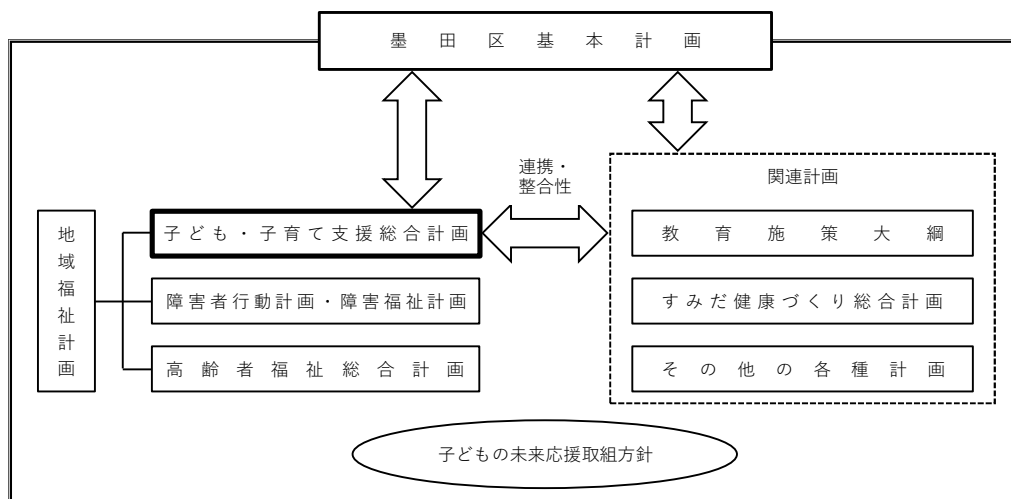 墨田区基本計画
連携・
整合性
関連計画
地域福祉計画
子ども・子育て支援総合計画
障害者行動計画・障害福祉計画
高齢者福祉総合計画
教育施策大綱
すみだ健康づくり総合計画
その他の各種計画
子どもの未来応援取組方針